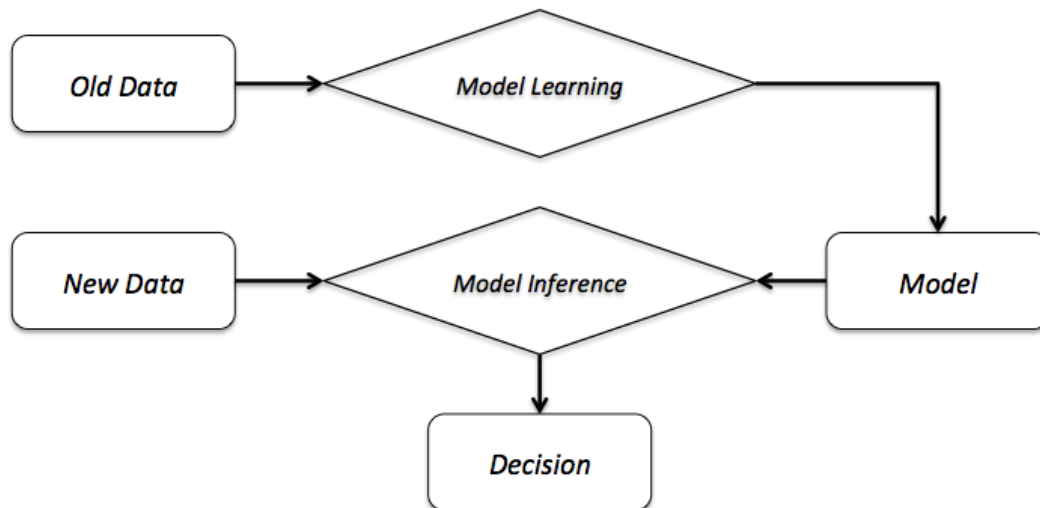 Old Data
Model Learning
New Data
Model Inference
Model
Decision